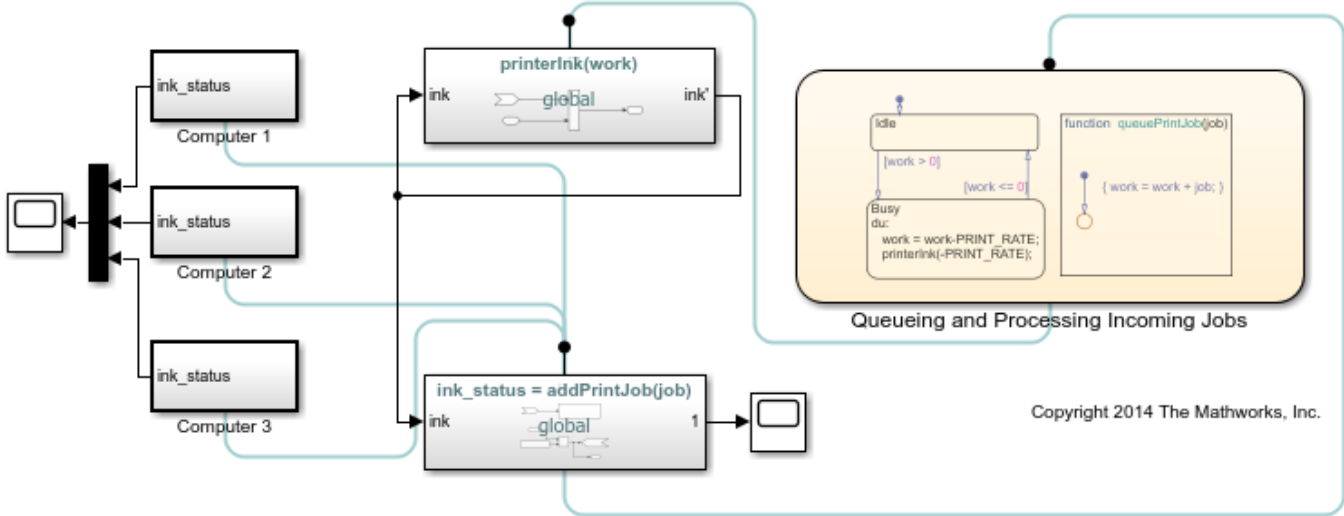 ink_status
Computer 1
ink_status
Computer 2
ink_status
Computer 3
printerInk(work)
ink
global
ink'
ink_status = addPrintJob(job)
ink
global
1
Idle
[work > 0]
[work <= 0]
Busy
du:
work = work-PRINT_RATE;
printerInk(-PRINT_RATE);
function queuePrintJob(job)
{ work = work + job; }
Queueing and Processing Incoming Jobs
Copyright 2014 The Mathworks, Inc.